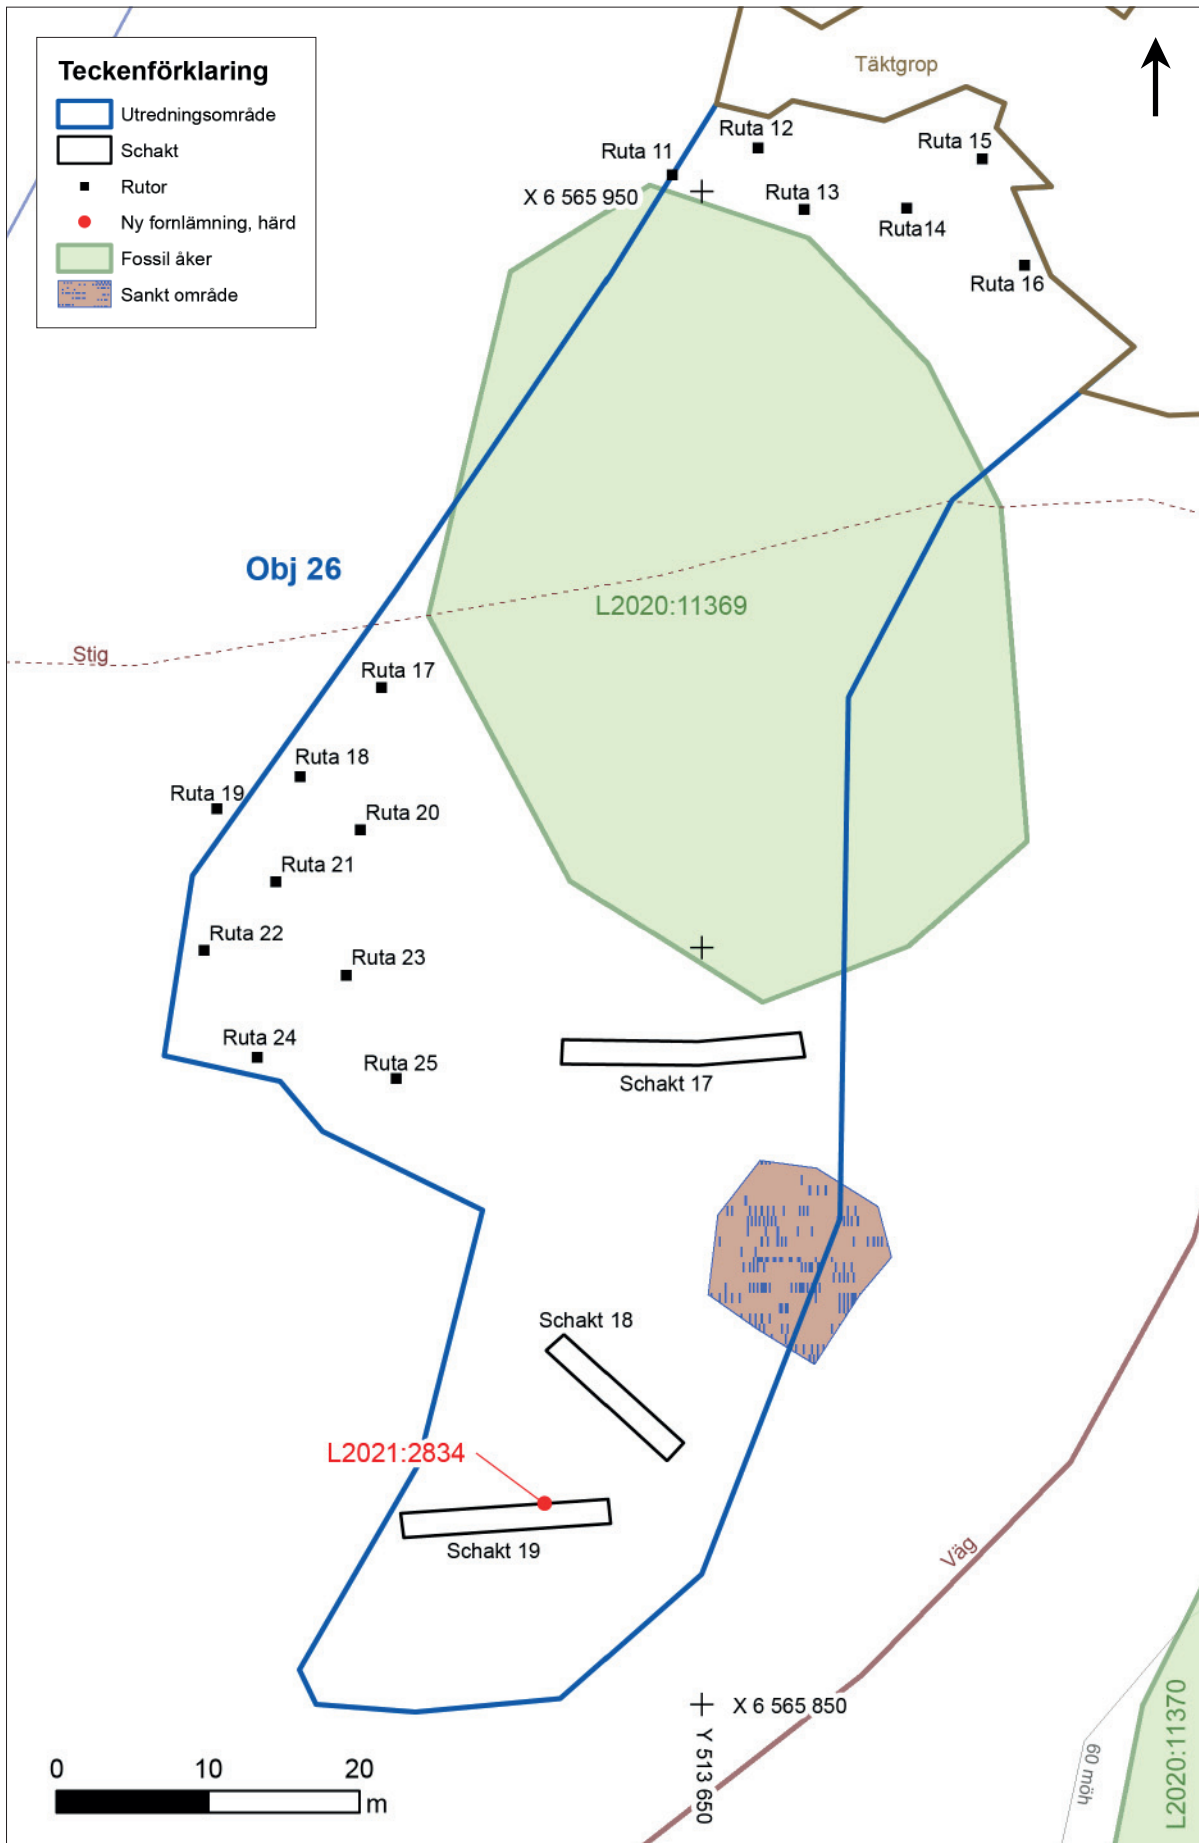 Teckenförklaring
Utredningsområde
Schakt
Rutor
Ny fornlämning, härd
Fossil åker
Sankt område
Täktgrop
Ruta 12
Ruta 11
Ruta 15
X 6 565 950
Ruta 13
Ruta14
Ruta 16
Obj 26
L2020:11369
Stig
Ruta 17
Ruta 18
Ruta 19
Ruta 20
Ruta 21
Ruta 22
Ruta 23
Ruta 24
Ruta 25
Schakt 17
Schakt 18
L2021:2834
Schakt 19
Väg
X 6 565 850
Y 513 650
60 möh
L2020:11370
0 10 20
m